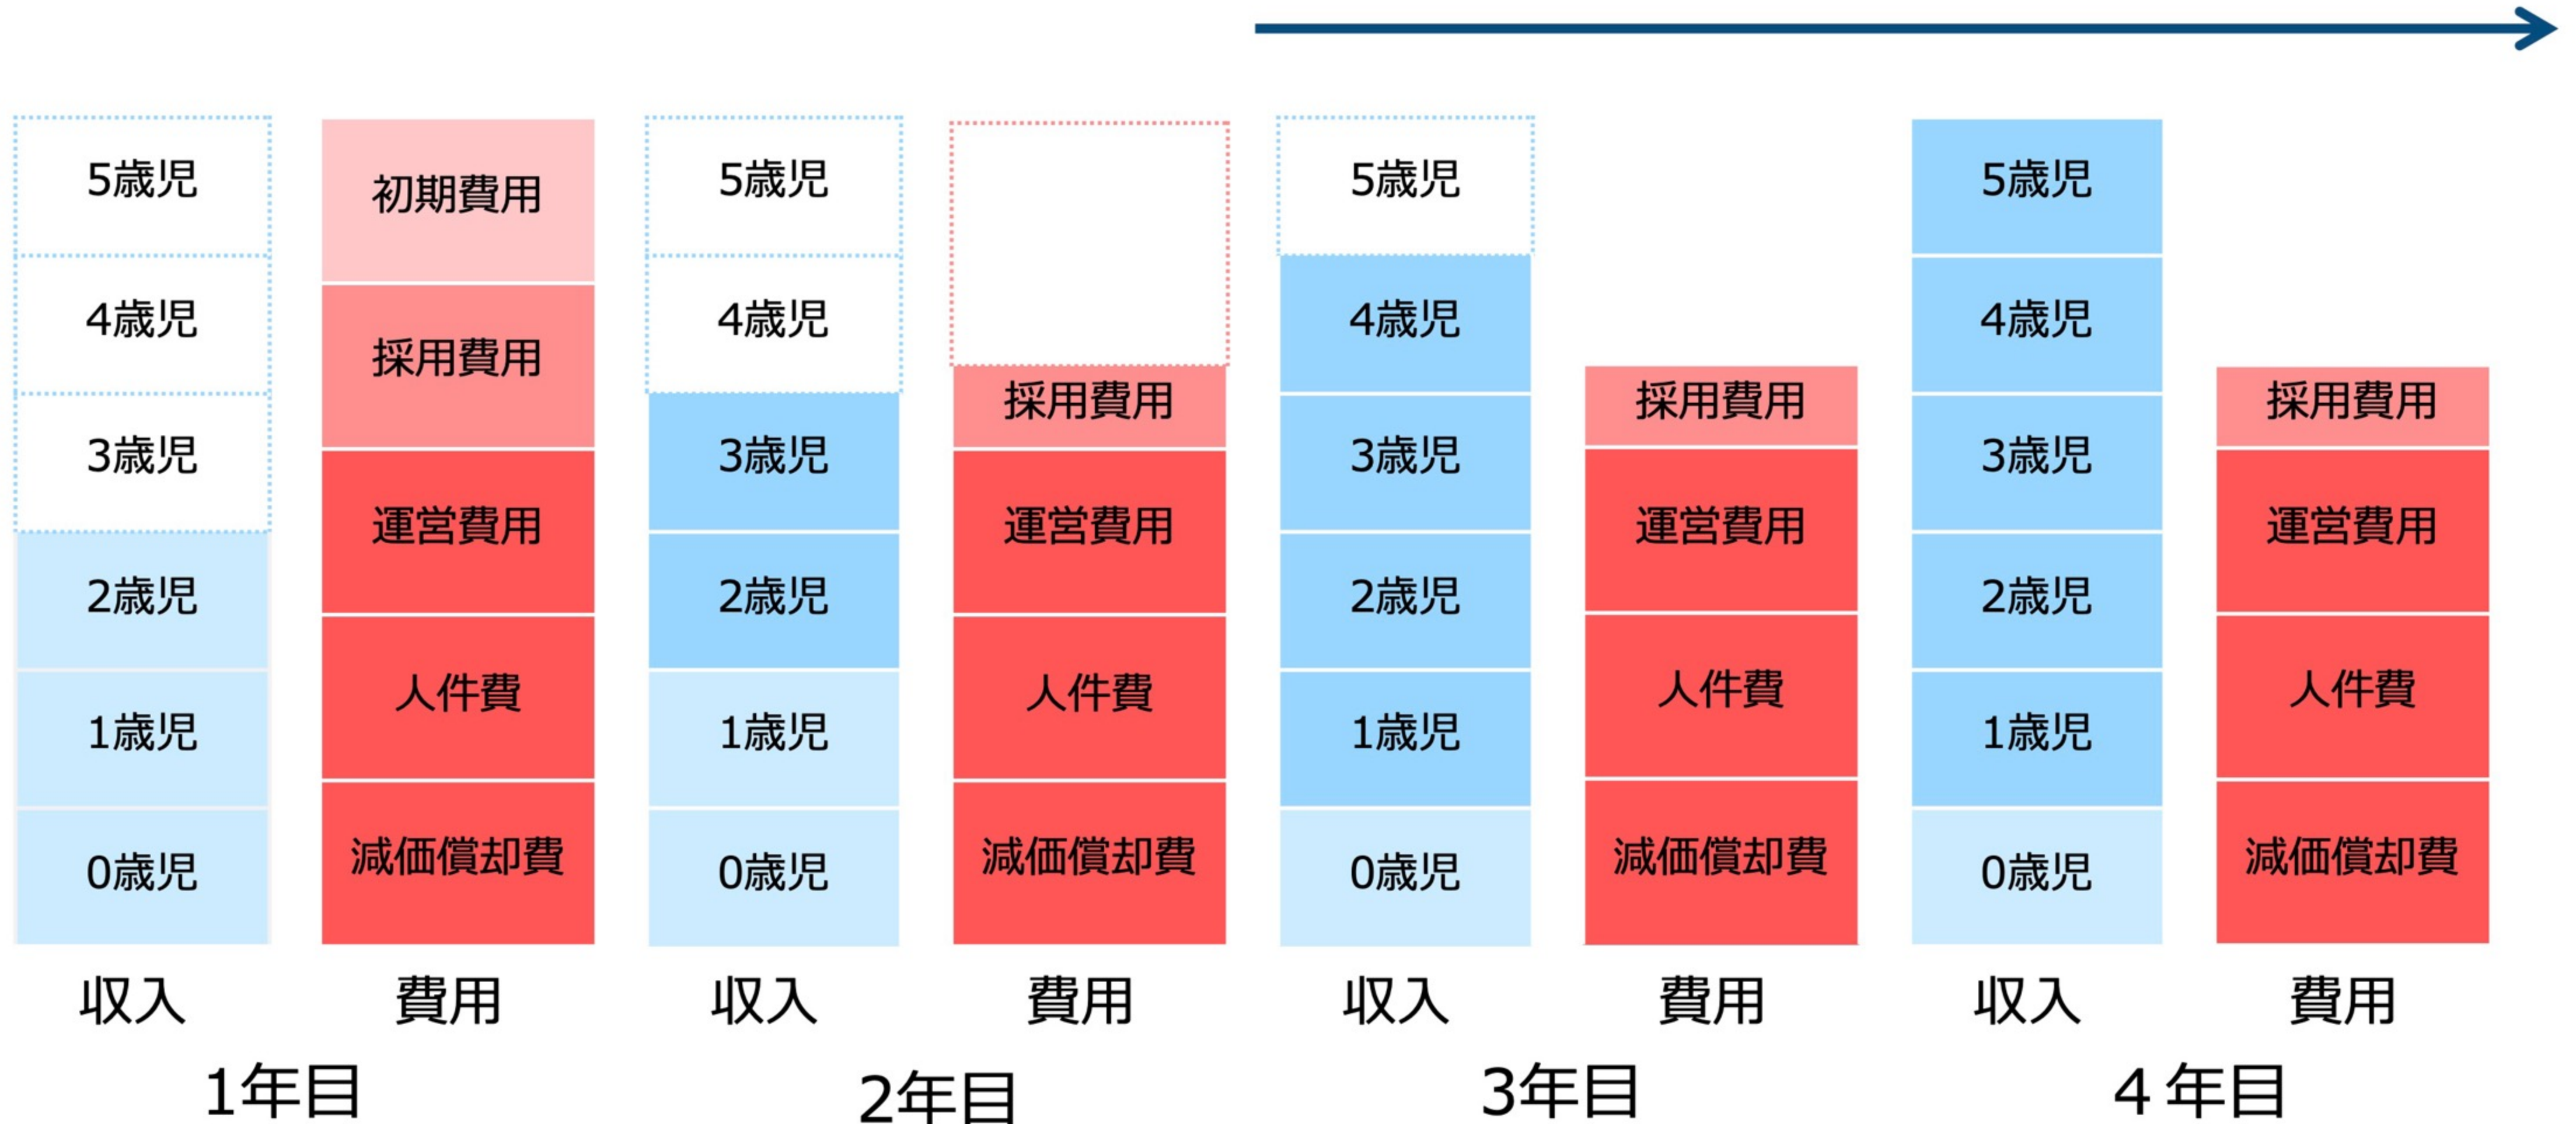 5歳児
4歳児
3歳児
2歳児
1歳児
0歳児
収入
初期費用
採用費用
運営費用
人件費
減価償却費
費用
1年目
5歳児
4歳児
3歳児
2歳児
1歳児
0歳児
収入
採用費用
運営費用
人件費
減価償却費
費用
2年目
5歳児
4歳児
3歳児
2歳児
1歳児
0歳児
収入
採用費用
運営費用
人件費
減価償却費
費用
3年目
5歳児
4歳児
3歳児
2歳児
1歳児
0歳児
収入
採用費用
運営費用
人件費
減価償却費
費用
４年目